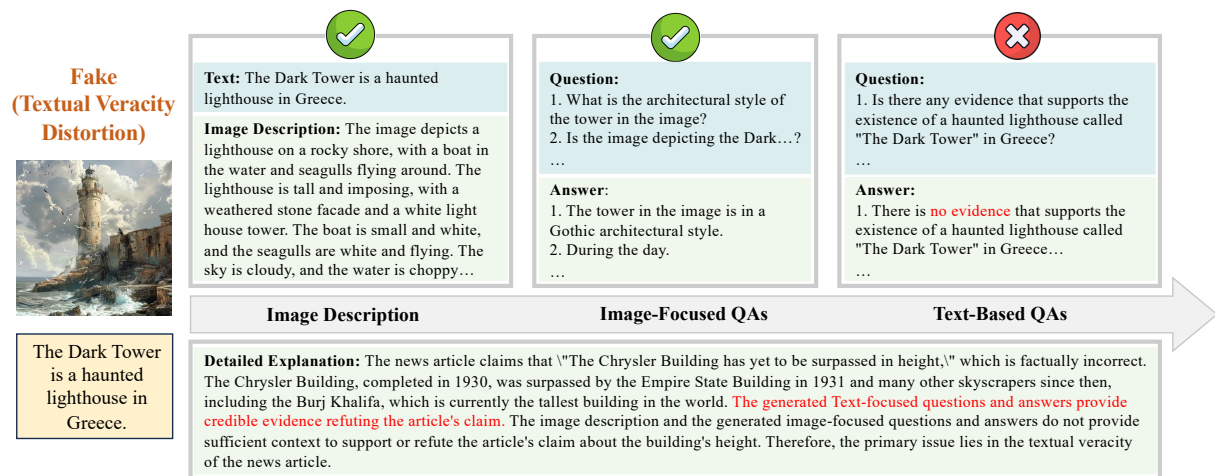 Fake
(Textual Veracity
Distortion)
The Dark Tower
is a haunted
lighthouse in
Greece.
Text: The Dark Tower is a haunted
lighthouse in Greece.
Image Description: The image depicts a
lighthouse on a rocky shore, with a boat in
the water and seagulls flying around. The
lighthouse is tall and imposing, with a
weathered stone facade and a white light
house tower. The boat is small and white,
and the seagulls are white and flying. The
sky is cloudy, and the water is choppy…
Question:
1. What is the architectural style of
the tower in the image?
2. Is the image depicting the Dark…?
…
Answer:
1. The tower in the image is in a
Gothic architectural style.
2. During the day.
…
Question:
1. Is there any evidence that supports the
existence of a haunted lighthouse called
"The Dark Tower" in Greece?
…
Answer:
1. There is no evidence that supports the
existence of a haunted lighthouse called
"The Dark Tower" in Greece…
…
Image Description
Image-Focused QAs
Text-Based QAs
Detailed Explanation: The news article claims that \"The Chrysler Building has yet to be surpassed in height,\" which is factually incorrect.
The Chrysler Building, completed in 1930, was surpassed by the Empire State Building in 1931 and many other skyscrapers since then,
including the Burj Khalifa, which is currently the tallest building in the world. The generated Text-focused questions and answers provide
credible evidence refuting the article's claim. The image description and the generated image-focused questions and answers do not provide
sufficient context to support or refute the article's claim about the building's height. Therefore, the primary issue lies in the textual veracity
of the news article.